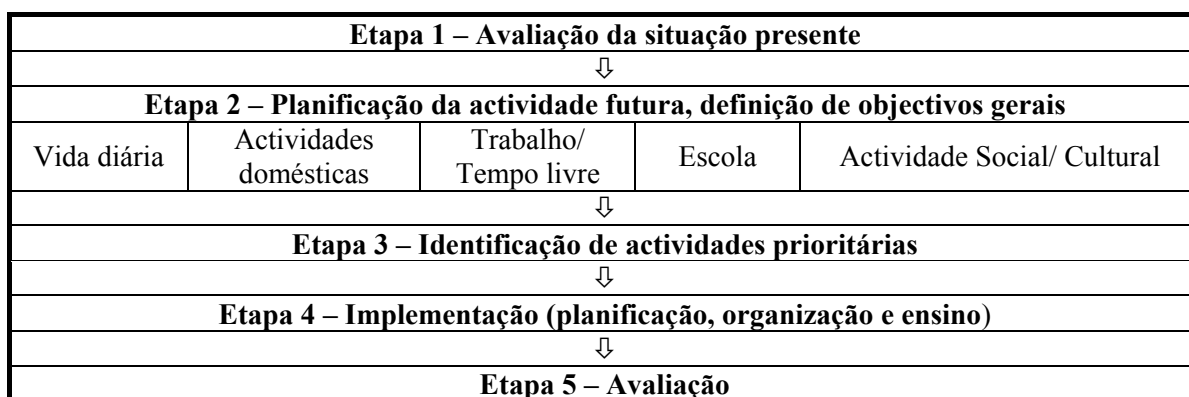 Etapa 1 – Avaliação da situação presente
⇩
Etapa 2 – Planificação da actividade futura, definição de objectivos gerais
Vida diária
Actividades
domésticas
Trabalho/
Tempo livre
Escola
Actividade Social/ Cultural
⇩
Etapa 3 – Identificação de actividades prioritárias
⇩
Etapa 4 – Implementação (planificação, organização e ensino)
⇩
Etapa 5 – Avaliação